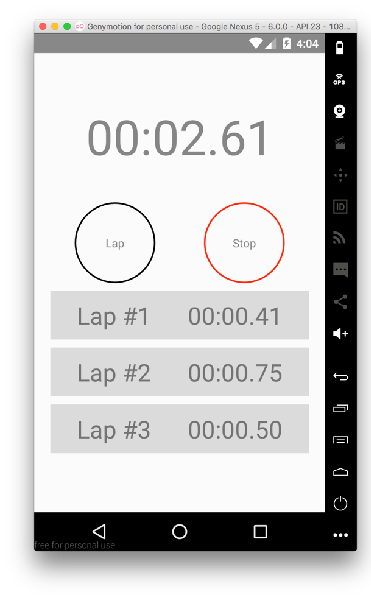 Genymotion for personal use - Google Nexus 5 - 6.0.0 - API 23 - 108...
4:04
00:02.61
GPS
ID
Lap Stop
Lap #1 00:00.41
Lap #2 00:00.75
Lap #3 00:00.50
free for personal use